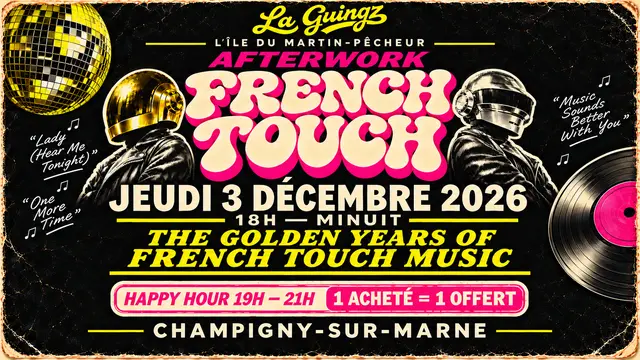 La Guingz
L'ÎLE DU MARTIN-PÊCHEUR
AFTERWORK
FRENCH
TOUCH
"Lady
(Hear Me
Tonight)"
"One
More
Time"
"Music
Sounds
Better
With You"
JEUDI 3 DÉCEMBRE 2026
18H — MINUIT
THE GOLDEN YEARS OF
FRENCH TOUCH MUSIC
HAPPY HOUR 19H – 21H 1 ACHETÉ = 1 OFFERT
CHAMPIGNY-SUR-MARNE